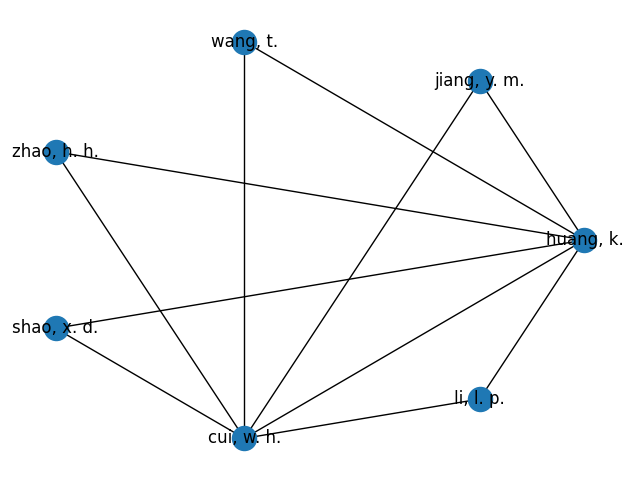 wang, t.
jiang, y. m.
zhao, h. h.
huang, k.
shao, x. d.
li, l. p.
cui, w. h.